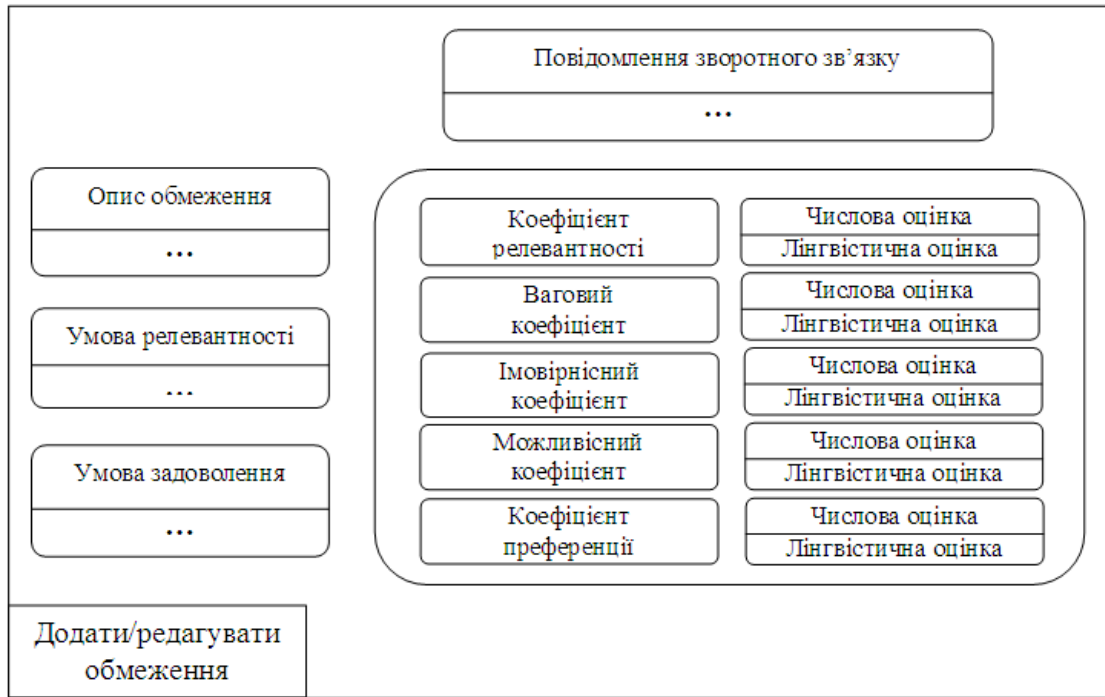 Повідомлення зворотного зв’язку
...
Опис обмеження
...
Умова релевантності
...
Умова задоволення
...
Коефіцієнт
релевантності
Числова оцінка
Лінгвістична оцінка
Ваговий
коефіцієнт
Числова оцінка
Лінгвістична оцінка
Імовірнісний
коефіцієнт
Числова оцінка
Лінгвістична оцінка
Можливісний
коефіцієнт
Числова оцінка
Лінгвістична оцінка
Коефіцієнт
преференції
Числова оцінка
Лінгвістична оцінка
Додати/редагувати
обмеження